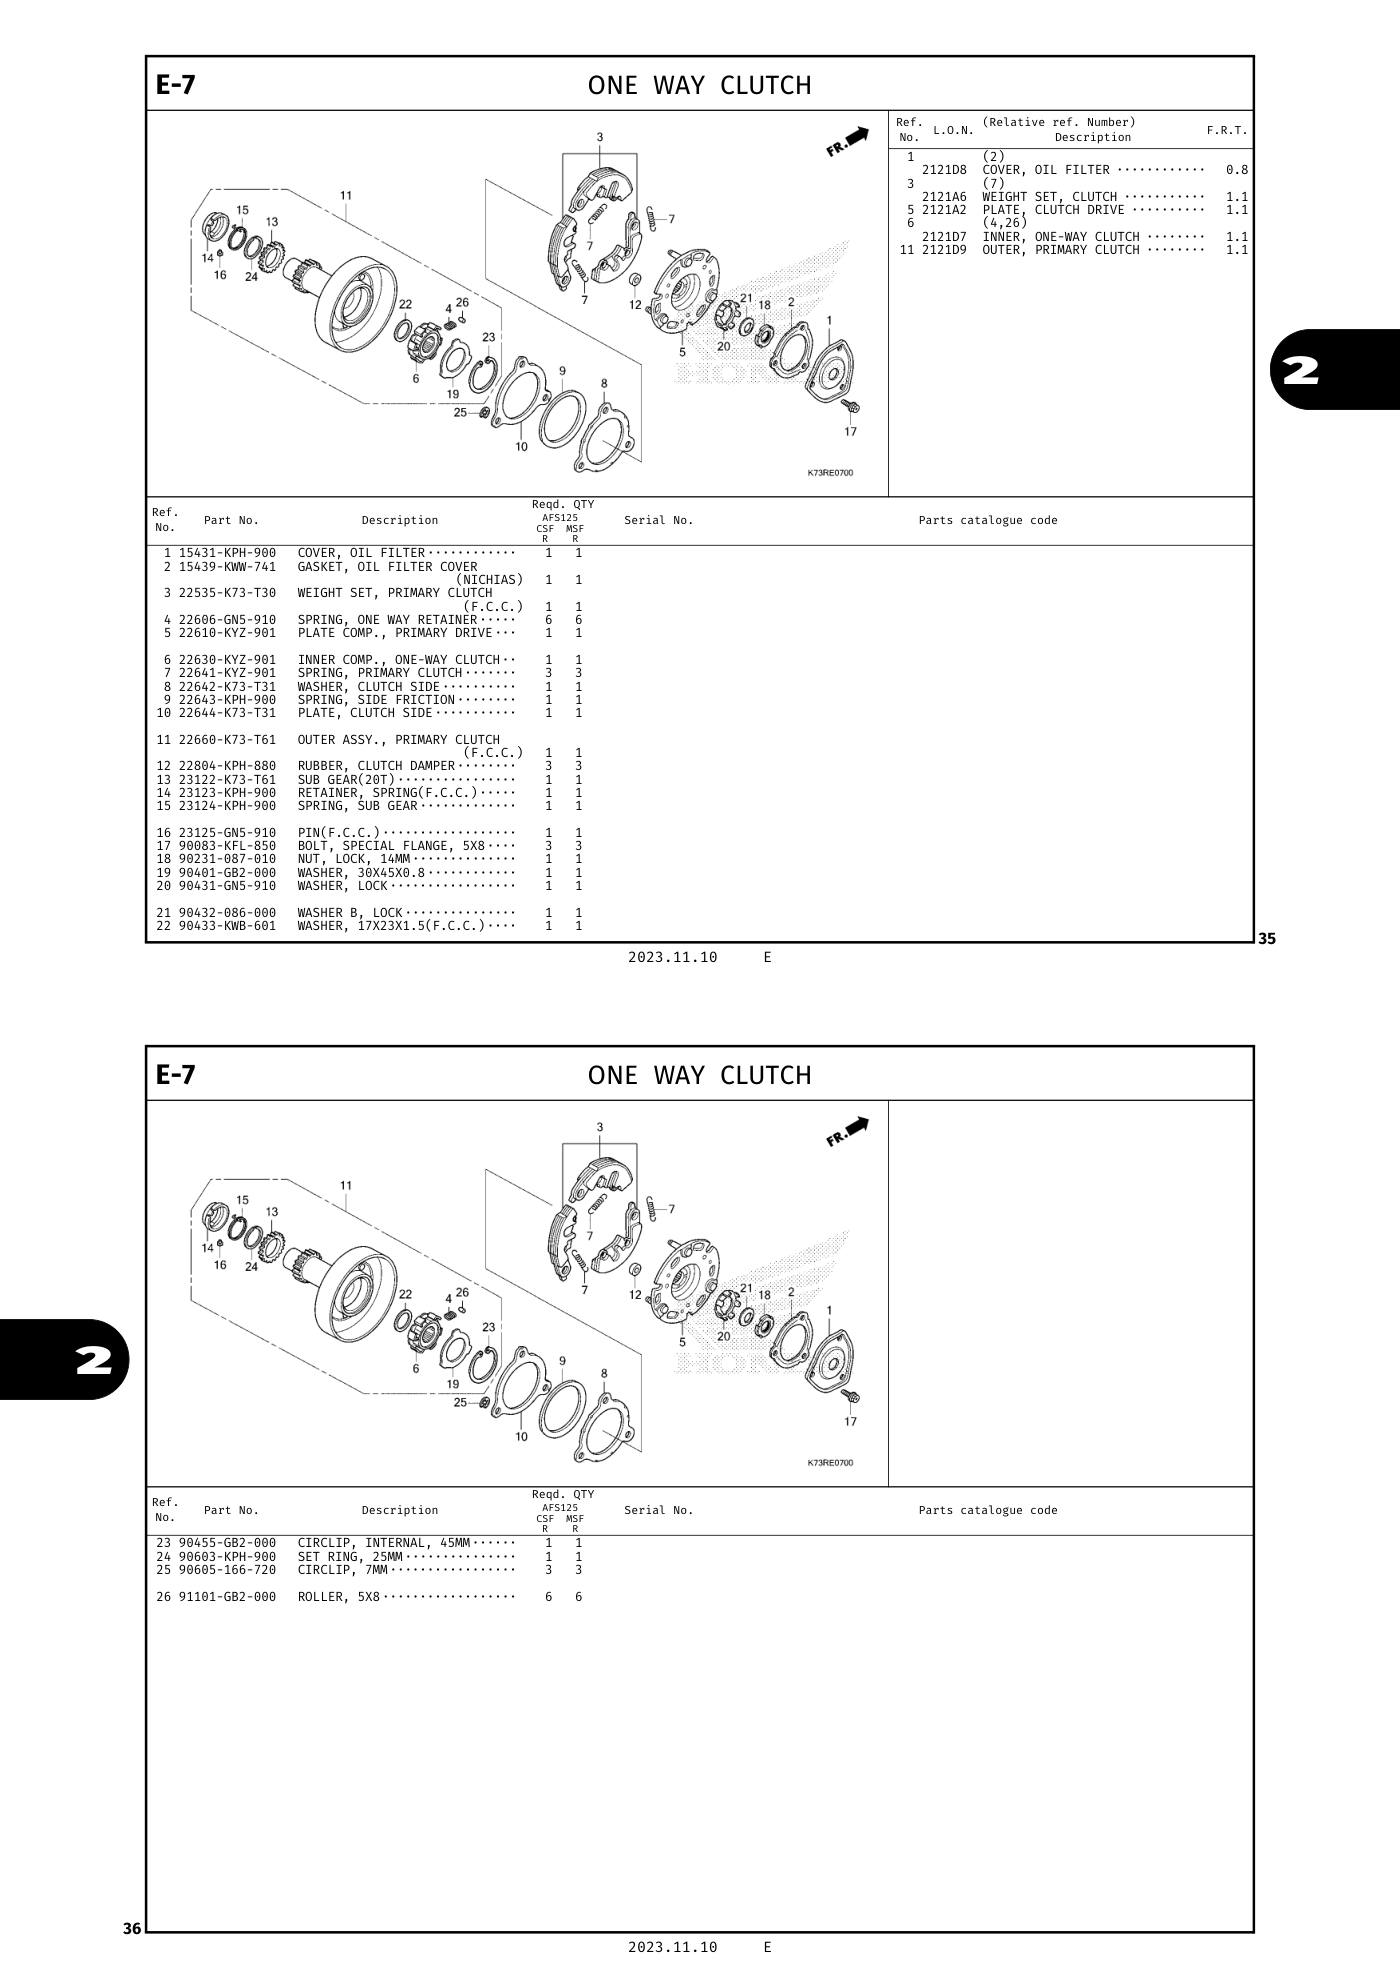 E-7 ONE WAY CLUTCH
FR.
3
11
15
13
7
14
16
24
7
7
12
22
4 26
23
6
19
25
10
9
8
5
21
18
20
2
1
17
HONDA
K73RE0700
Ref. No. L.O.N. (Relative ref. Number) Description F.R.T.
1 (2)
2121D8 COVER, OIL FILTER ············ 0.8
3 (7)
2121A6 WEIGHT SET, CLUTCH ··········· 1.1
5 2121A2 PLATE, CLUTCH DRIVE ·········· 1.1
6 (4,26)
2121D7 INNER, ONE-WAY CLUTCH ········ 1.1
11 2121D9 OUTER, PRIMARY CLUTCH ········ 1.1
2
Ref. No. Part No. Description Reqd. QTY AFS125 CSF MSF R R Serial No. Parts catalogue code
1 15431-KPH-900 COVER, OIL FILTER············ 1 1
2 15439-KWW-741 GASKET, OIL FILTER COVER
(NICHIAS) 1 1
3 22535-K73-T30 WEIGHT SET, PRIMARY CLUTCH
(F.C.C.) 1 1
4 22606-GN5-910 SPRING, ONE WAY RETAINER····· 6 6
5 22610-KYZ-901 PLATE COMP., PRIMARY DRIVE··· 1 1
6 22630-KYZ-901 INNER COMP., ONE-WAY CLUTCH·· 1 1
7 22641-KYZ-901 SPRING, PRIMARY CLUTCH······· 3 3
8 22642-K73-T31 WASHER, CLUTCH SIDE·········· 1 1
9 22643-KPH-900 SPRING, SIDE FRICTION········ 1 1
10 22644-K73-T31 PLATE, CLUTCH SIDE··········· 1 1
11 22660-K73-T61 OUTER ASSY., PRIMARY CLUTCH
(F.C.C.) 1 1
12 22804-KPH-880 RUBBER, CLUTCH DAMPER········ 3 3
13 23122-K73-T61 SUB GEAR(20T)················ 1 1
14 23123-KPH-900 RETAINER, SPRING(F.C.C.)····· 1 1
15 23124-KPH-900 SPRING, SUB GEAR············· 1 1
16 23125-GN5-910 PIN(F.C.C.)·················· 1 1
17 90083-KFL-850 BOLT, SPECIAL FLANGE, 5X8···· 3 3
18 90231-087-010 NUT, LOCK, 14MM·············· 1 1
19 90401-GB2-000 WASHER, 30X45X0.8············ 1 1
20 90431-GN5-910 WASHER, LOCK················· 1 1
21 90432-086-000 WASHER B, LOCK··············· 1 1
22 90433-KWB-601 WASHER, 17X23X1.5(F.C.C.)···· 1 1
35
2023.11.10 E
E-7 ONE WAY CLUTCH
FR.
3
11
15
13
7
14
16
24
7
7
12
22
4 26
23
6
19
25
10
9
8
5
21
18
20
2
1
17
HONDA
K73RE0700
2
Ref. No. Part No. Description Reqd. QTY AFS125 CSF MSF R R Serial No. Parts catalogue code
23 90455-GB2-000 CIRCLIP, INTERNAL, 45MM······ 1 1
24 90603-KPH-900 SET RING, 25MM··············· 1 1
25 90605-166-720 CIRCLIP, 7MM················· 3 3
26 91101-GB2-000 ROLLER, 5X8·················· 6 6
36
2023.11.10 E